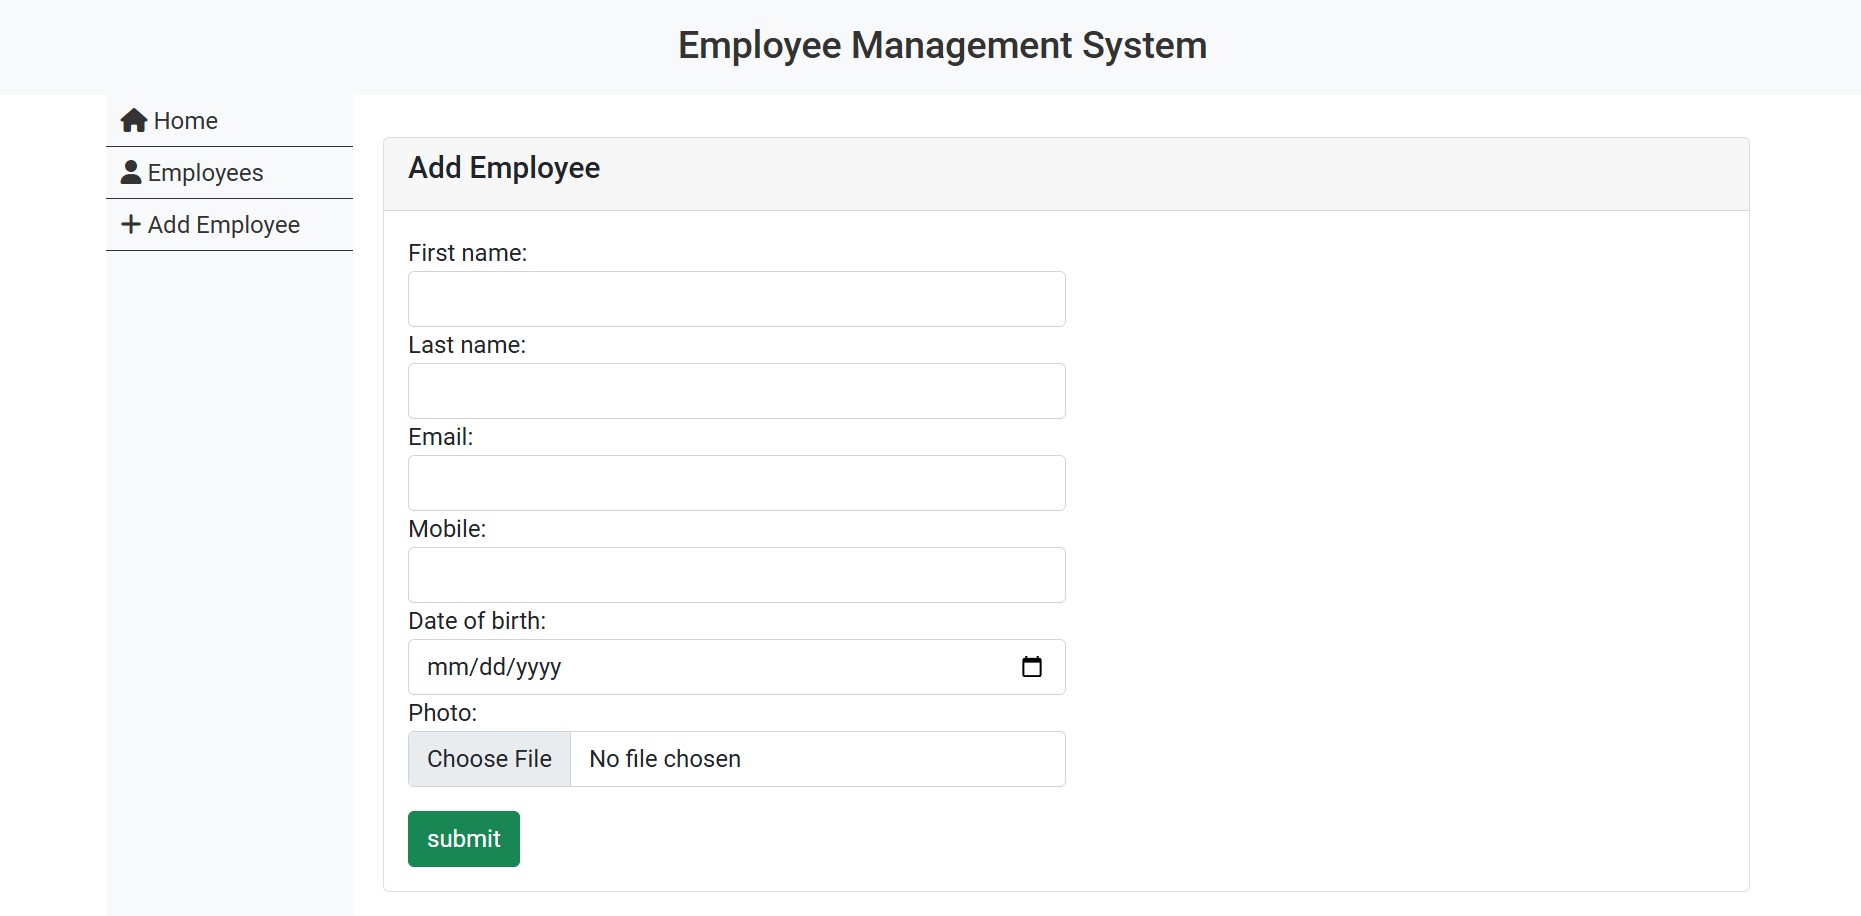 Employee Management System
Home
Employees
Add Employee
Add Employee
First name:
Last name:
Email:
Mobile:
Date of birth:
mm/dd/yyyy
Photo:
Choose File No file chosen
submit